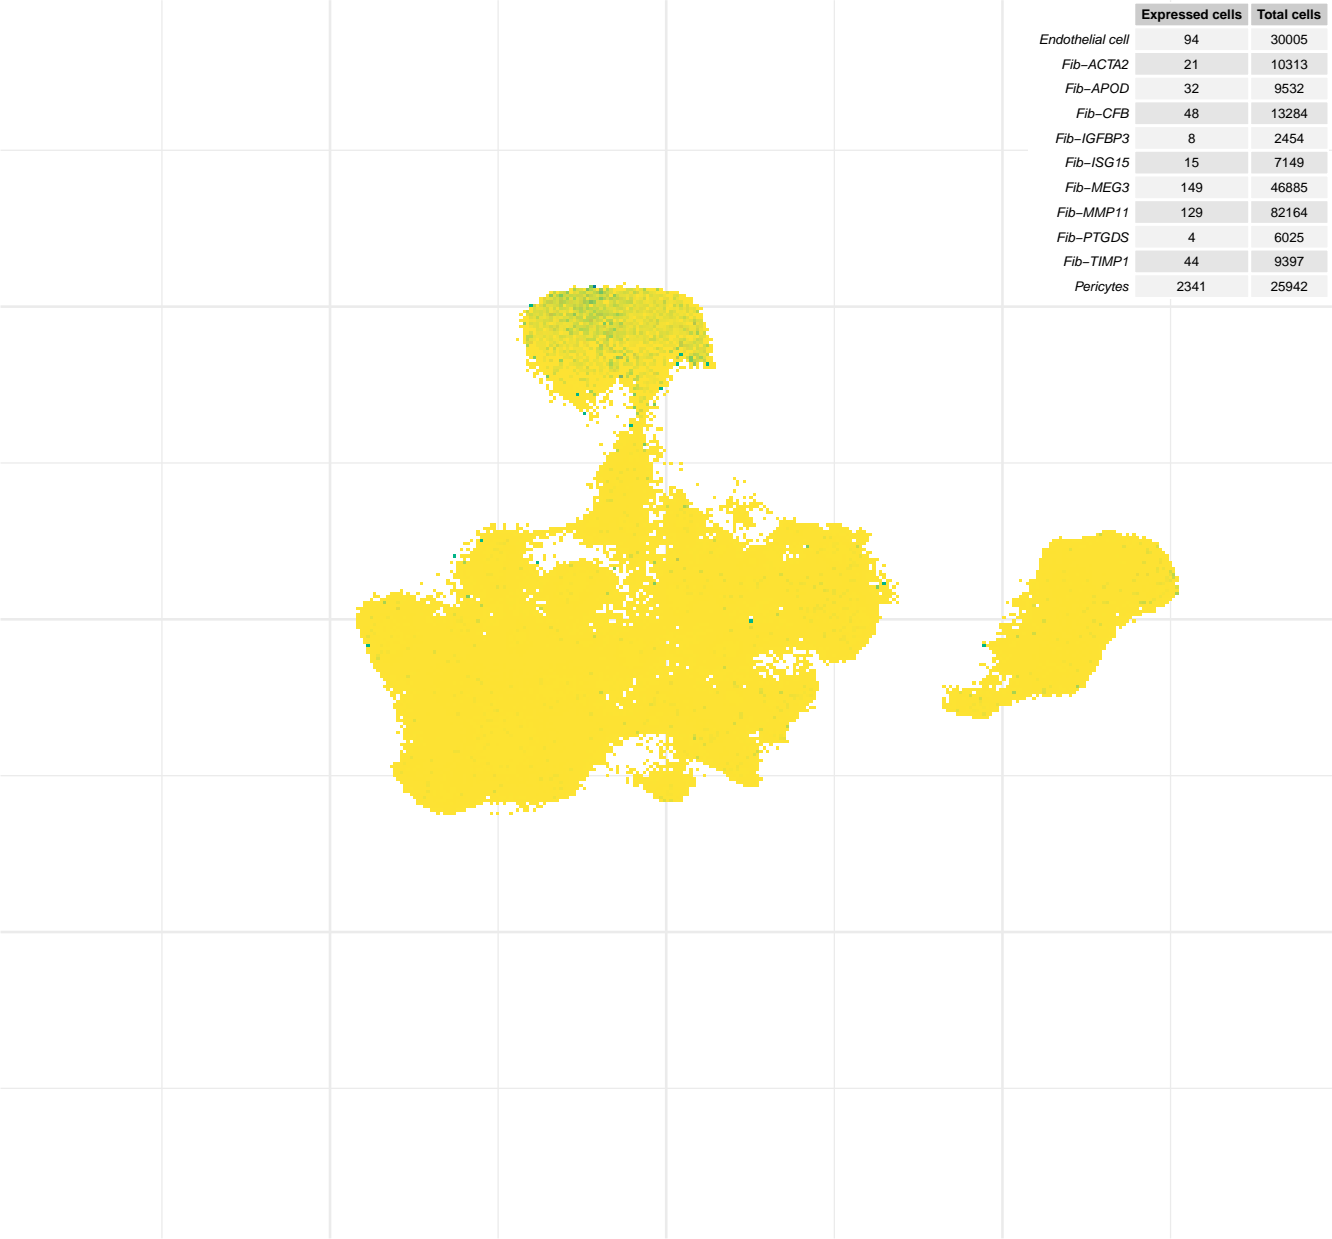 Expressed cells Total cells
Endothelial cell 94 30005
Fib−ACTA2 21 10313
Fib−APOD 32 9532
Fib−CFB 48 13284
Fib−IGFBP3 8 2454
Fib−ISG15 15 7149
Fib−MEG3 149 46885
Fib−MMP11 129 82164
Fib−PTGDS 4 6025
Fib−TIMP1 44 9397
Pericytes 2341 25942